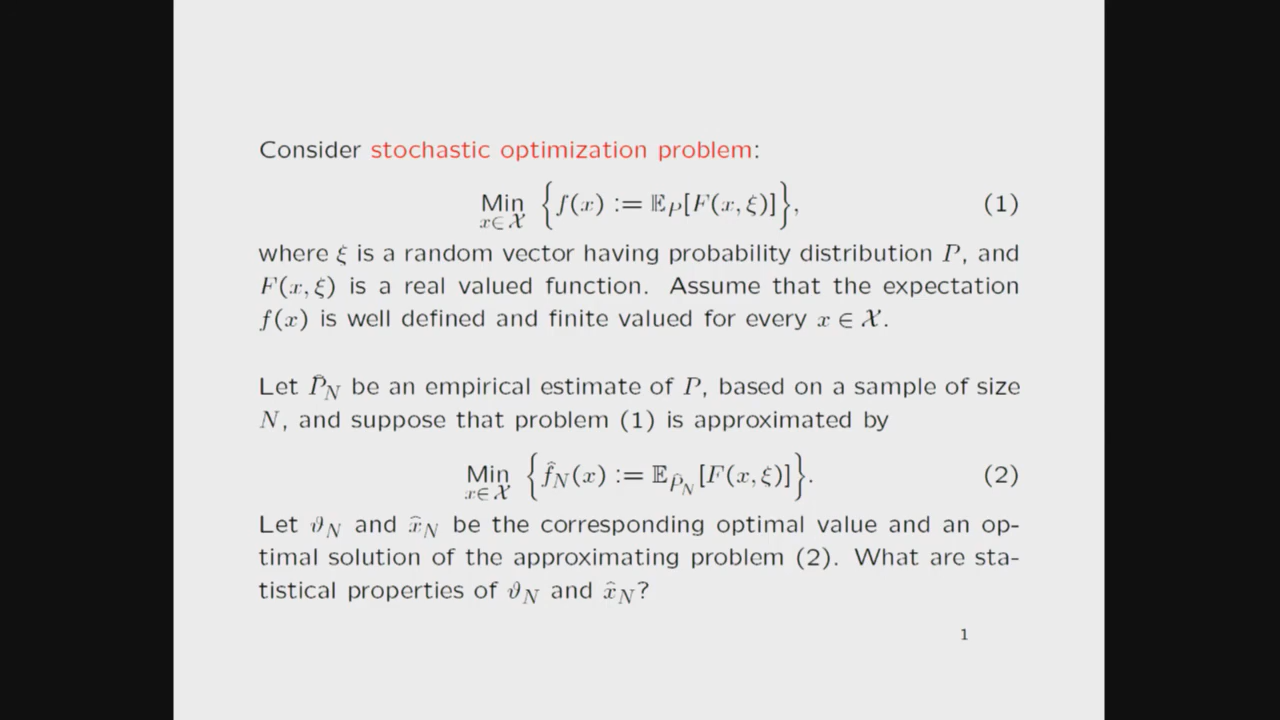 Consider stochastic optimization problem:
Min_{x∈𝒳} {f(x) := 𝔼_P[F(x, ξ)]}, (1)
where ξ is a random vector having probability distribution P, and
F(x, ξ) is a real valued function. Assume that the expectation
f(x) is well defined and finite valued for every x ∈ 𝒳.
Let P̂_N be an empirical estimate of P, based on a sample of size
N, and suppose that problem (1) is approximated by
Min_{x∈𝒳} {f̂_N(x) := 𝔼_{P̂_N}[F(x, ξ)]}. (2)
Let ϑ_N and x̂_N be the corresponding optimal value and an op-
timal solution of the approximating problem (2). What are sta-
tistical properties of ϑ_N and x̂_N?
1